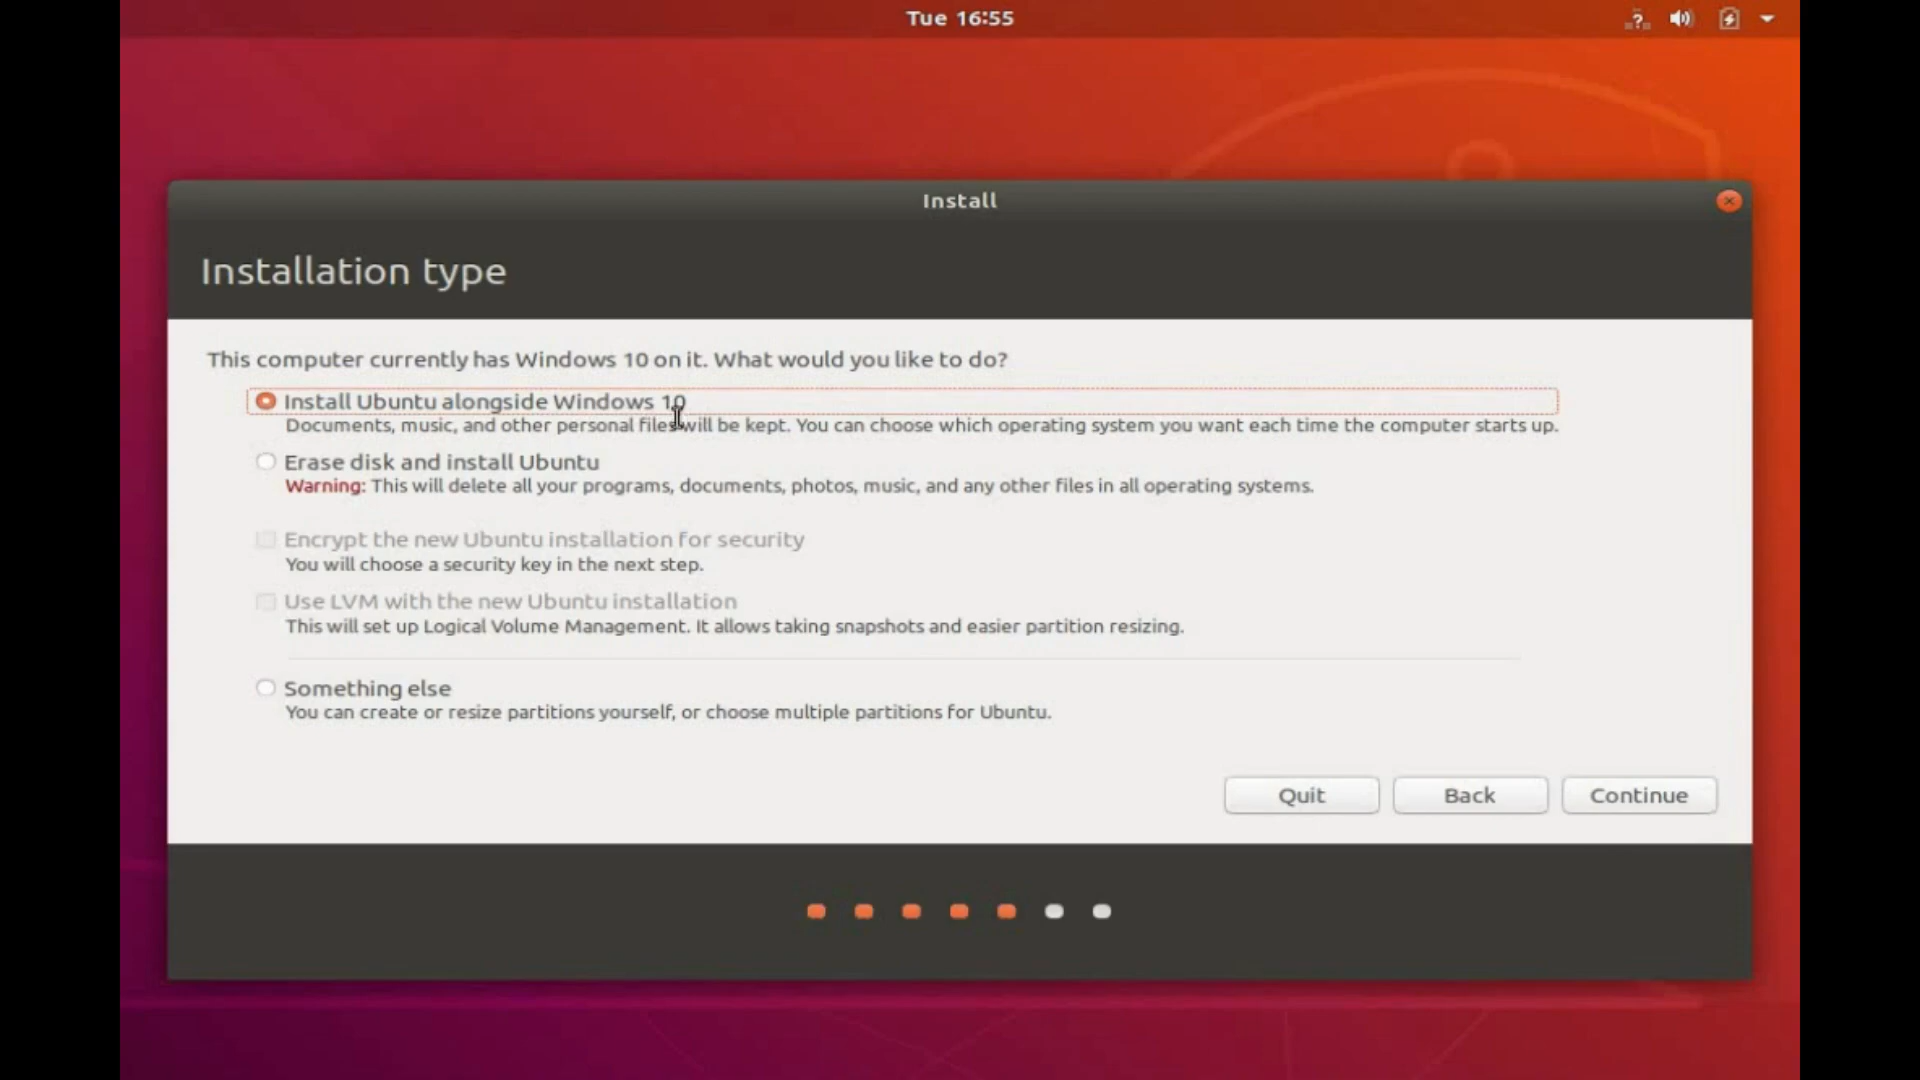 Tue 16:55
Install
Installation type
This computer currently has Windows 10 on it. What would you like to do?
Install Ubuntu alongside Windows 10
Documents, music, and other personal files will be kept. You can choose which operating system you want each time the computer starts up.
Erase disk and install Ubuntu
Warning: This will delete all your programs, documents, photos, music, and any other files in all operating systems.
Encrypt the new Ubuntu installation for security
You will choose a security key in the next step.
Use LVM with the new Ubuntu installation
This will set up Logical Volume Management. It allows taking snapshots and easier partition resizing.
Something else
You can create or resize partitions yourself, or choose multiple partitions for Ubuntu.
Quit
Back
Continue